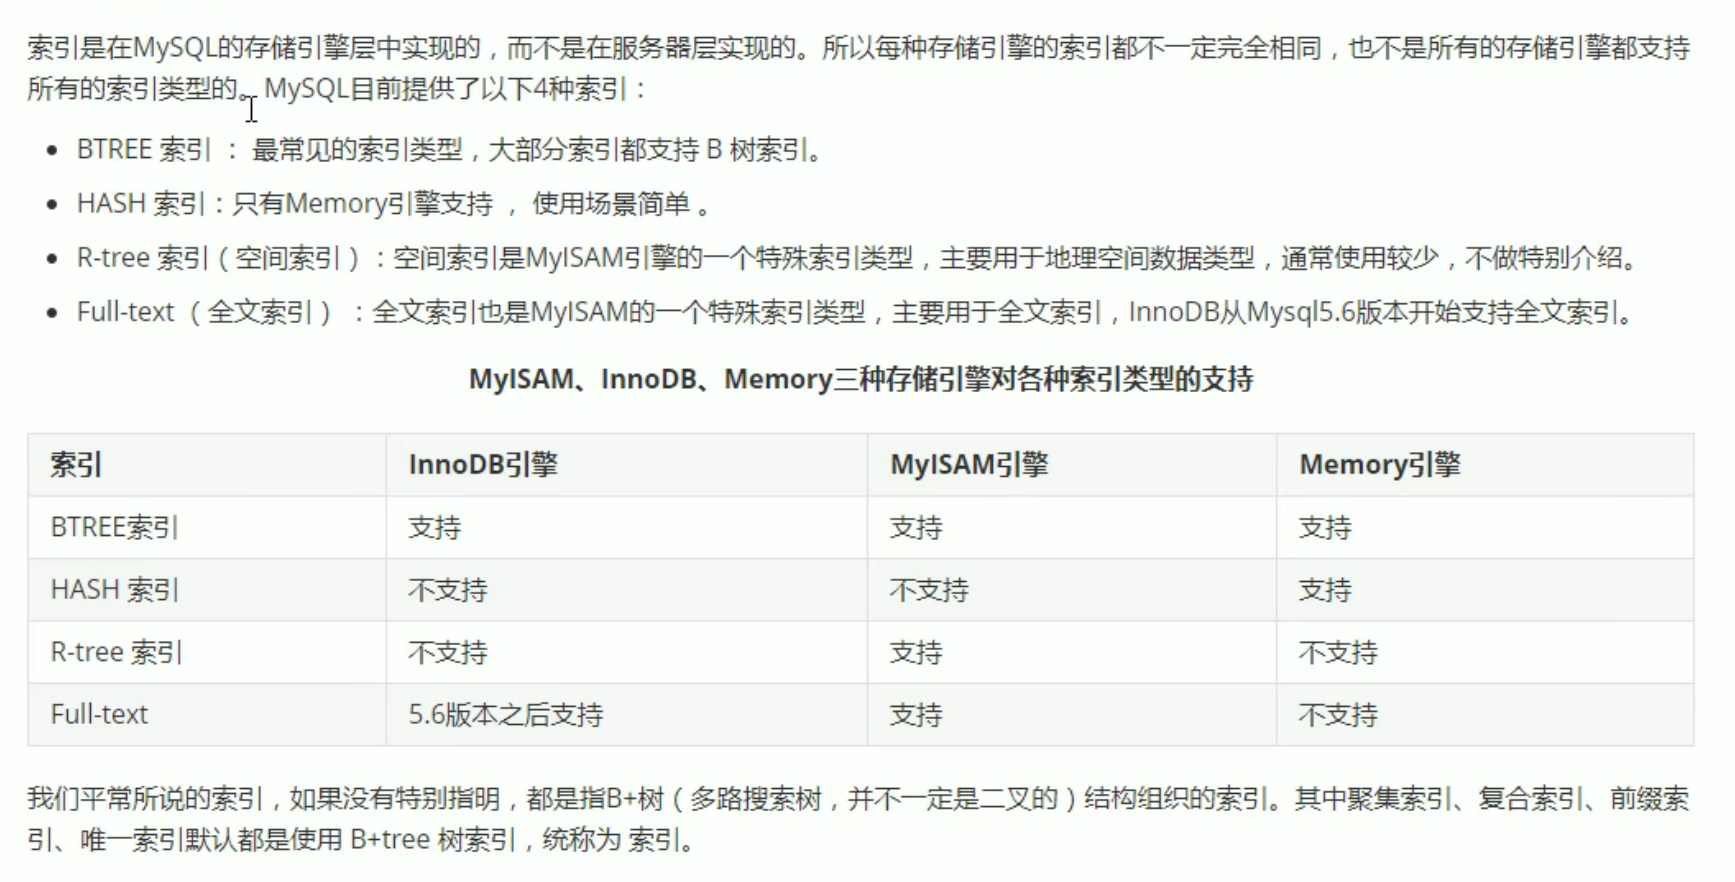 索引是在MySQL的存储引擎层中实现的，而不是在服务器层实现的。所以每种存储引擎的索引都不一定完全相同，也不是所有的存储引擎都支持
所有的索引类型的。MySQL目前提供了以下4种索引：
• BTREE 索引 ： 最常见的索引类型，大部分索引都支持 B 树索引。
• HASH 索引：只有Memory引擎支持 ， 使用场景简单 。
• R-tree 索引（空间索引）：空间索引是MyISAM引擎的一个特殊索引类型，主要用于地理空间数据类型，通常使用较少，不做特别介绍。
• Full-text （全文索引） ：全文索引也是MyISAM的一个特殊索引类型，主要用于全文索引，InnoDB从Mysql5.6版本开始支持全文索引。
MyISAM、InnoDB、Memory三种存储引擎对各种索引类型的支持
索引 InnoDB引擎 MyISAM引擎 Memory引擎
BTREE索引 支持 支持 支持
HASH 索引 不支持 不支持 支持
R-tree 索引 不支持 支持 不支持
Full-text 5.6版本之后支持 支持 不支持
我们平常所说的索引，如果没有特别指明，都是指B+树（多路搜索树，并不一定是二叉的）结构组织的索引。其中聚集索引、复合索引、前缀索
引、唯一索引默认都是使用 B+tree 树索引，统称为 索引。